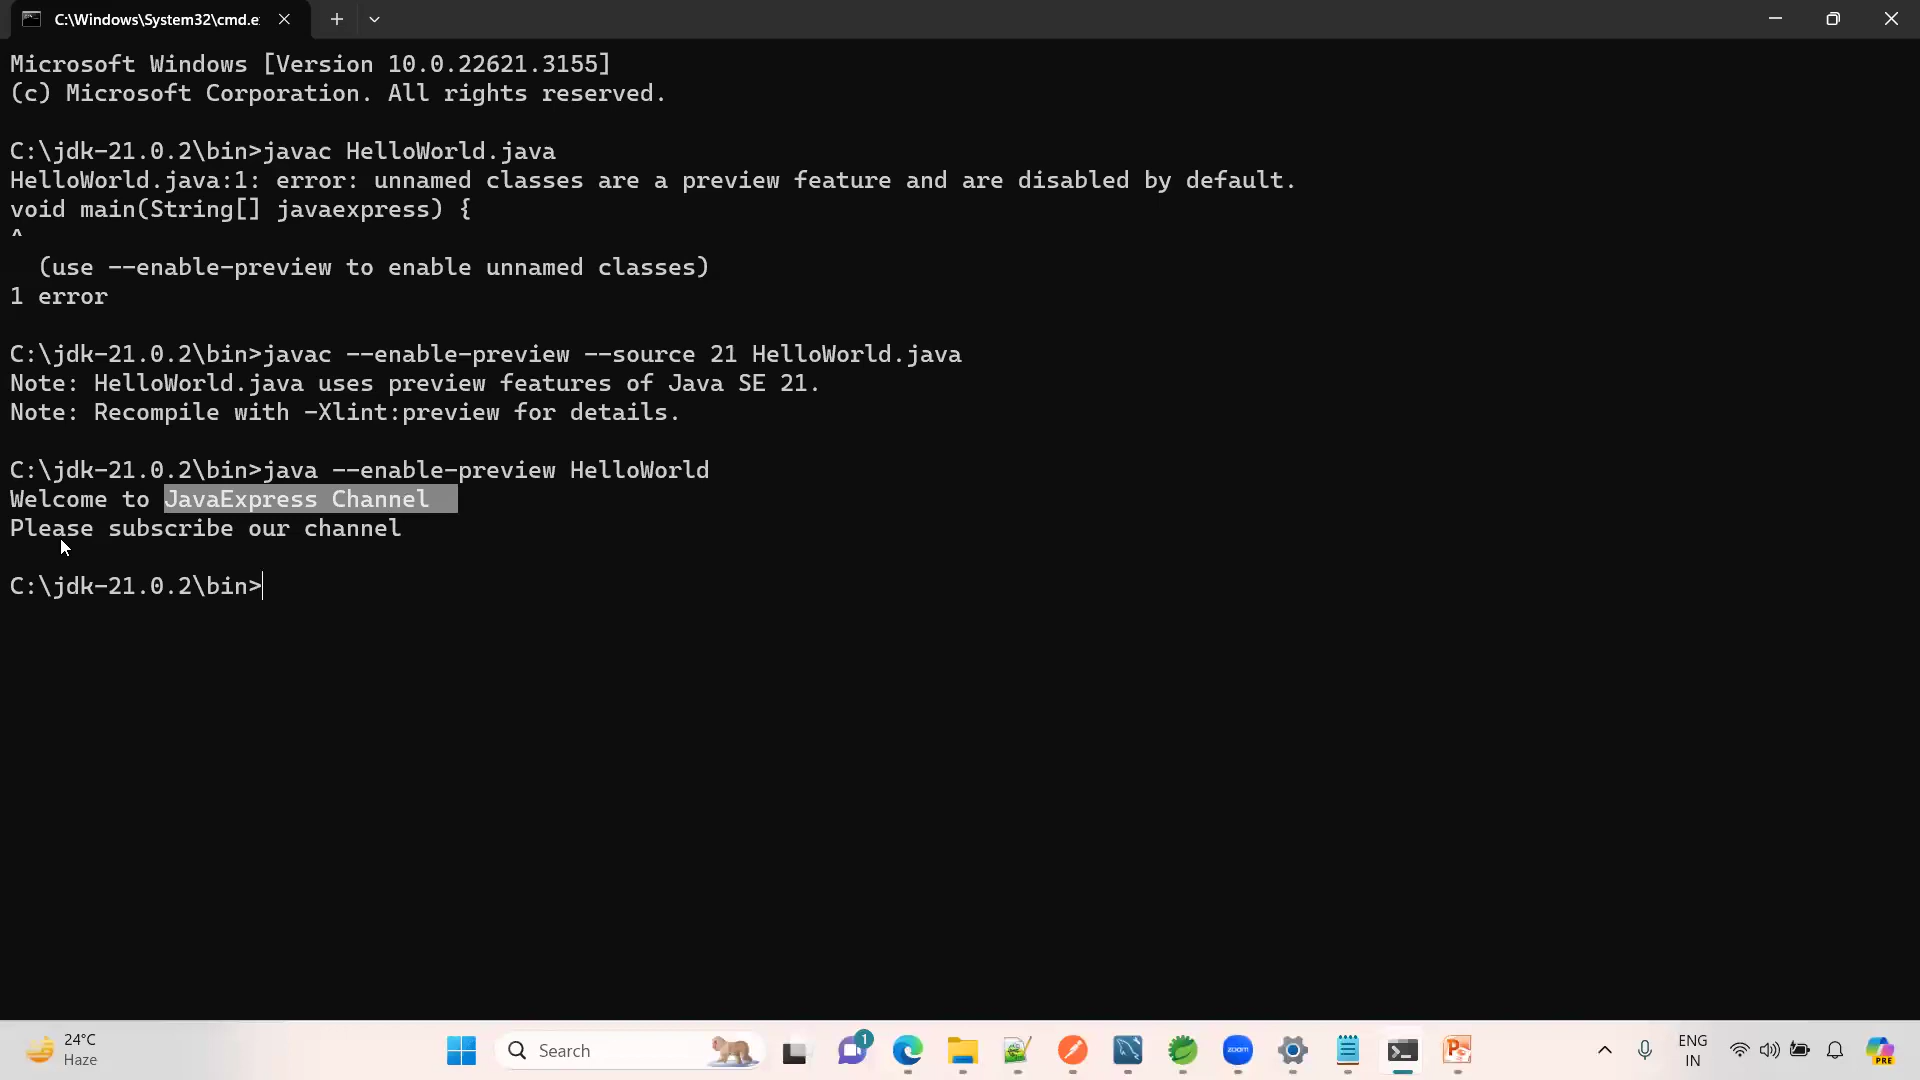 C:\Windows\System32\cmd.e
Microsoft Windows [Version 10.0.22621.3155]
(c) Microsoft Corporation. All rights reserved.
C:\jdk-21.0.2\bin>javac HelloWorld.java
HelloWorld.java:1: error: unnamed classes are a preview feature and are disabled by default.
void main(String[] javaexpress) {
^
(use --enable-preview to enable unnamed classes)
1 error
C:\jdk-21.0.2\bin>javac --enable-preview --source 21 HelloWorld.java
Note: HelloWorld.java uses preview features of Java SE 21.
Note: Recompile with -Xlint:preview for details.
C:\jdk-21.0.2\bin>java --enable-preview HelloWorld
Welcome to JavaExpress Channel
Please subscribe our channel
C:\jdk-21.0.2\bin>
24°C
Haze
Search
1
zoom
ENG
IN
PRE